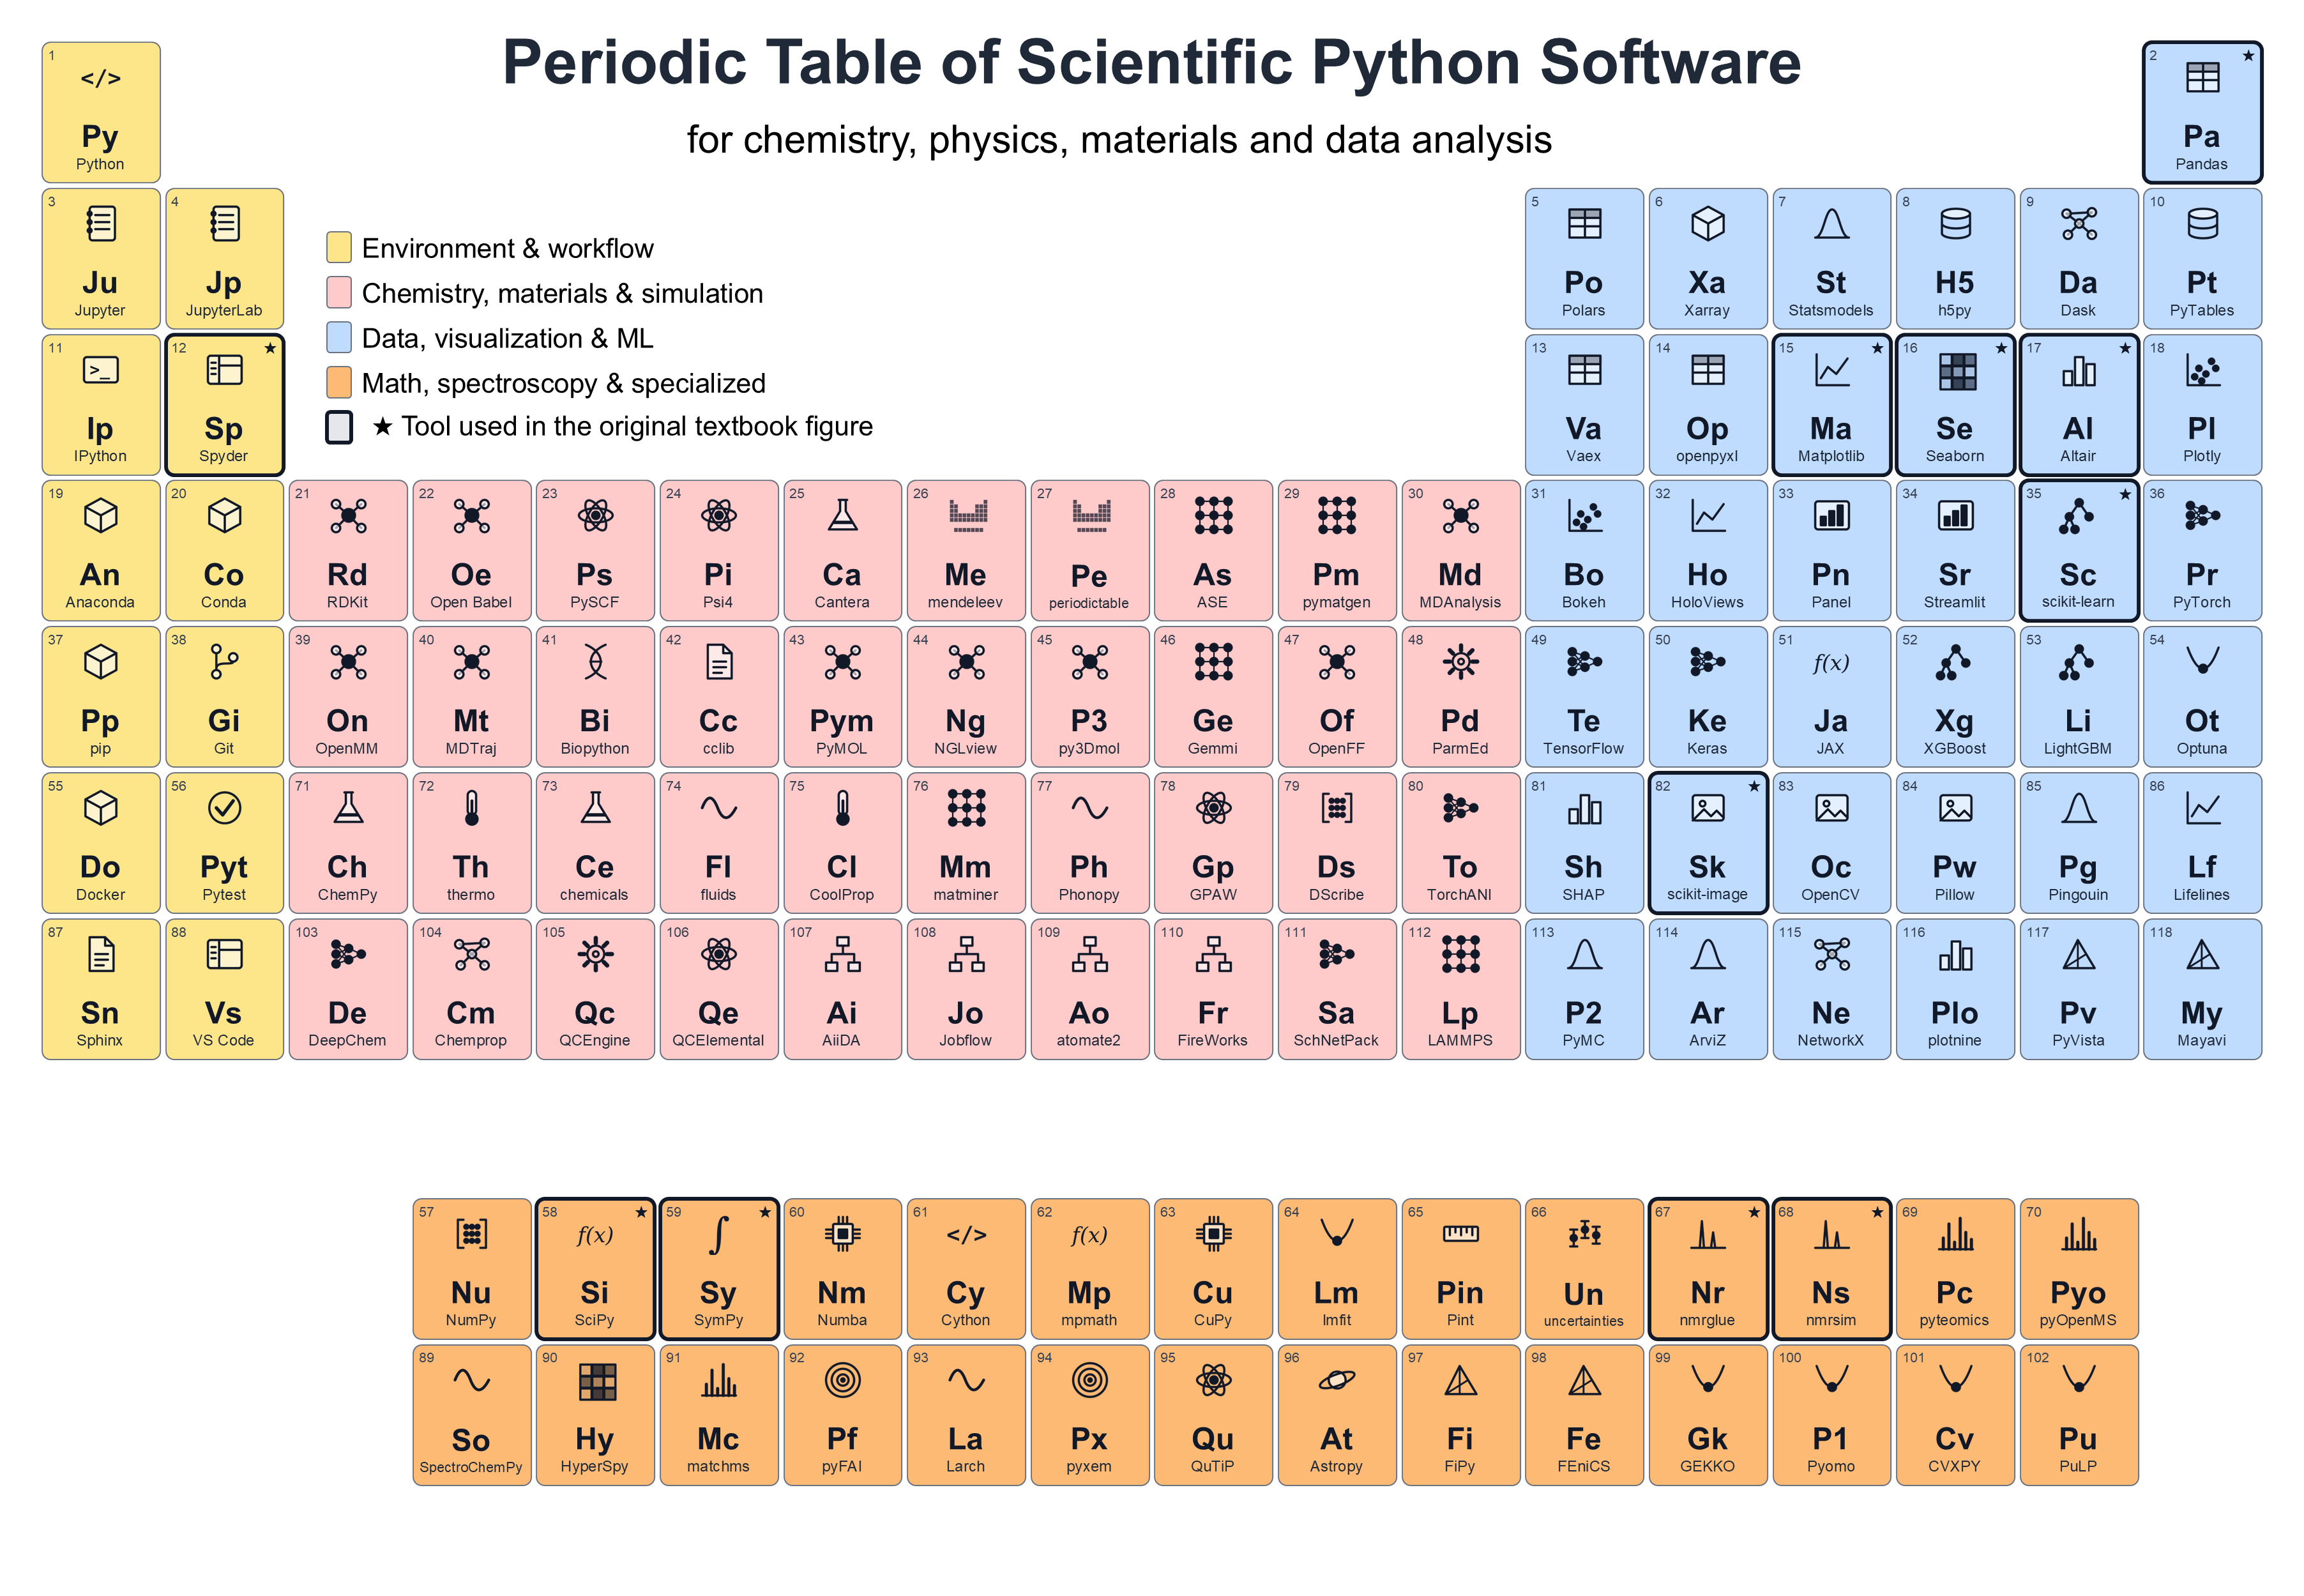 Periodic Table of Scientific Python Software
for chemistry, physics, materials and data analysis
1
</>
Py
Python
2 ★
Pa
Pandas
3
Ju
Jupyter
4
Jp
JupyterLab
Environment & workflow
Chemistry, materials & simulation
Data, visualization & ML
Math, spectroscopy & specialized
★ Tool used in the original textbook figure
5
Po
Polars
6
Xa
Xarray
7
St
Statsmodels
8
H5
h5py
9
Da
Dask
10
Pt
PyTables
11
>_
Ip
IPython
12 ★
Sp
Spyder
13
Va
Vaex
14
Op
openpyxl
15 ★
Ma
Matplotlib
16 ★
Se
Seaborn
17 ★
Al
Altair
18
Pl
Plotly
19
An
Anaconda
20
Co
Conda
21
Rd
RDKit
22
Oe
Open Babel
23
Ps
PySCF
24
Pi
Psi4
25
Ca
Cantera
26
Me
mendeleev
27
Pe
periodictable
28
As
ASE
29
Pm
pymatgen
30
Md
MDAnalysis
31
Bo
Bokeh
32
Ho
HoloViews
33
Pn
Panel
34
Sr
Streamlit
35 ★
Sc
scikit-learn
36
Pr
PyTorch
37
Pp
pip
38
Gi
Git
39
On
OpenMM
40
Mt
MDTraj
41
Bi
Biopython
42
Cc
cclib
43
Pym
PyMOL
44
Ng
NGLview
45
P3
py3Dmol
46
Ge
Gemmi
47
Of
OpenFF
48
Pd
ParmEd
49
Te
TensorFlow
50
Ke
Keras
51
f(x)
Ja
JAX
52
Xg
XGBoost
53
Li
LightGBM
54
Ot
Optuna
55
Do
Docker
56
Pyt
Pytest
71
Ch
ChemPy
72
Th
thermo
73
Ce
chemicals
74
Fl
fluids
75
Cl
CoolProp
76
Mm
matminer
77
Ph
Phonopy
78
Gp
GPAW
79
Ds
DScribe
80
To
TorchANI
81
Sh
SHAP
82 ★
Sk
scikit-image
83
Oc
OpenCV
84
Pw
Pillow
85
Pg
Pingouin
86
Lf
Lifelines
87
Sn
Sphinx
88
Vs
VS Code
103
De
DeepChem
104
Cm
Chemprop
105
Qc
QCEngine
106
Qe
QCElemental
107
Ai
AiiDA
108
Jo
Jobflow
109
Ao
atomate2
110
Fr
FireWorks
111
Sa
SchNetPack
112
Lp
LAMMPS
113
P2
PyMC
114
Ar
ArviZ
115
Ne
NetworkX
116
Plo
plotnine
117
Pv
PyVista
118
My
Mayavi
57
Nu
NumPy
58 ★
f(x)
Si
SciPy
59 ★
∫
Sy
SymPy
60
Nm
Numba
61
</>
Cy
Cython
62
f(x)
Mp
mpmath
63
Cu
CuPy
64
Lm
lmfit
65
Pin
Pint
66
Un
uncertainties
67 ★
Nr
nmrglue
68 ★
Ns
nmrsim
69
Pc
pyteomics
70
Pyo
pyOpenMS
89
So
SpectroChemPy
90
Hy
HyperSpy
91
Mc
matchms
92
Pf
pyFAI
93
La
Larch
94
Px
pyxem
95
Qu
QuTiP
96
At
Astropy
97
Fi
FiPy
98
Fe
FEniCS
99
Gk
GEKKO
100
P1
Pyomo
101
Cv
CVXPY
102
Pu
PuLP